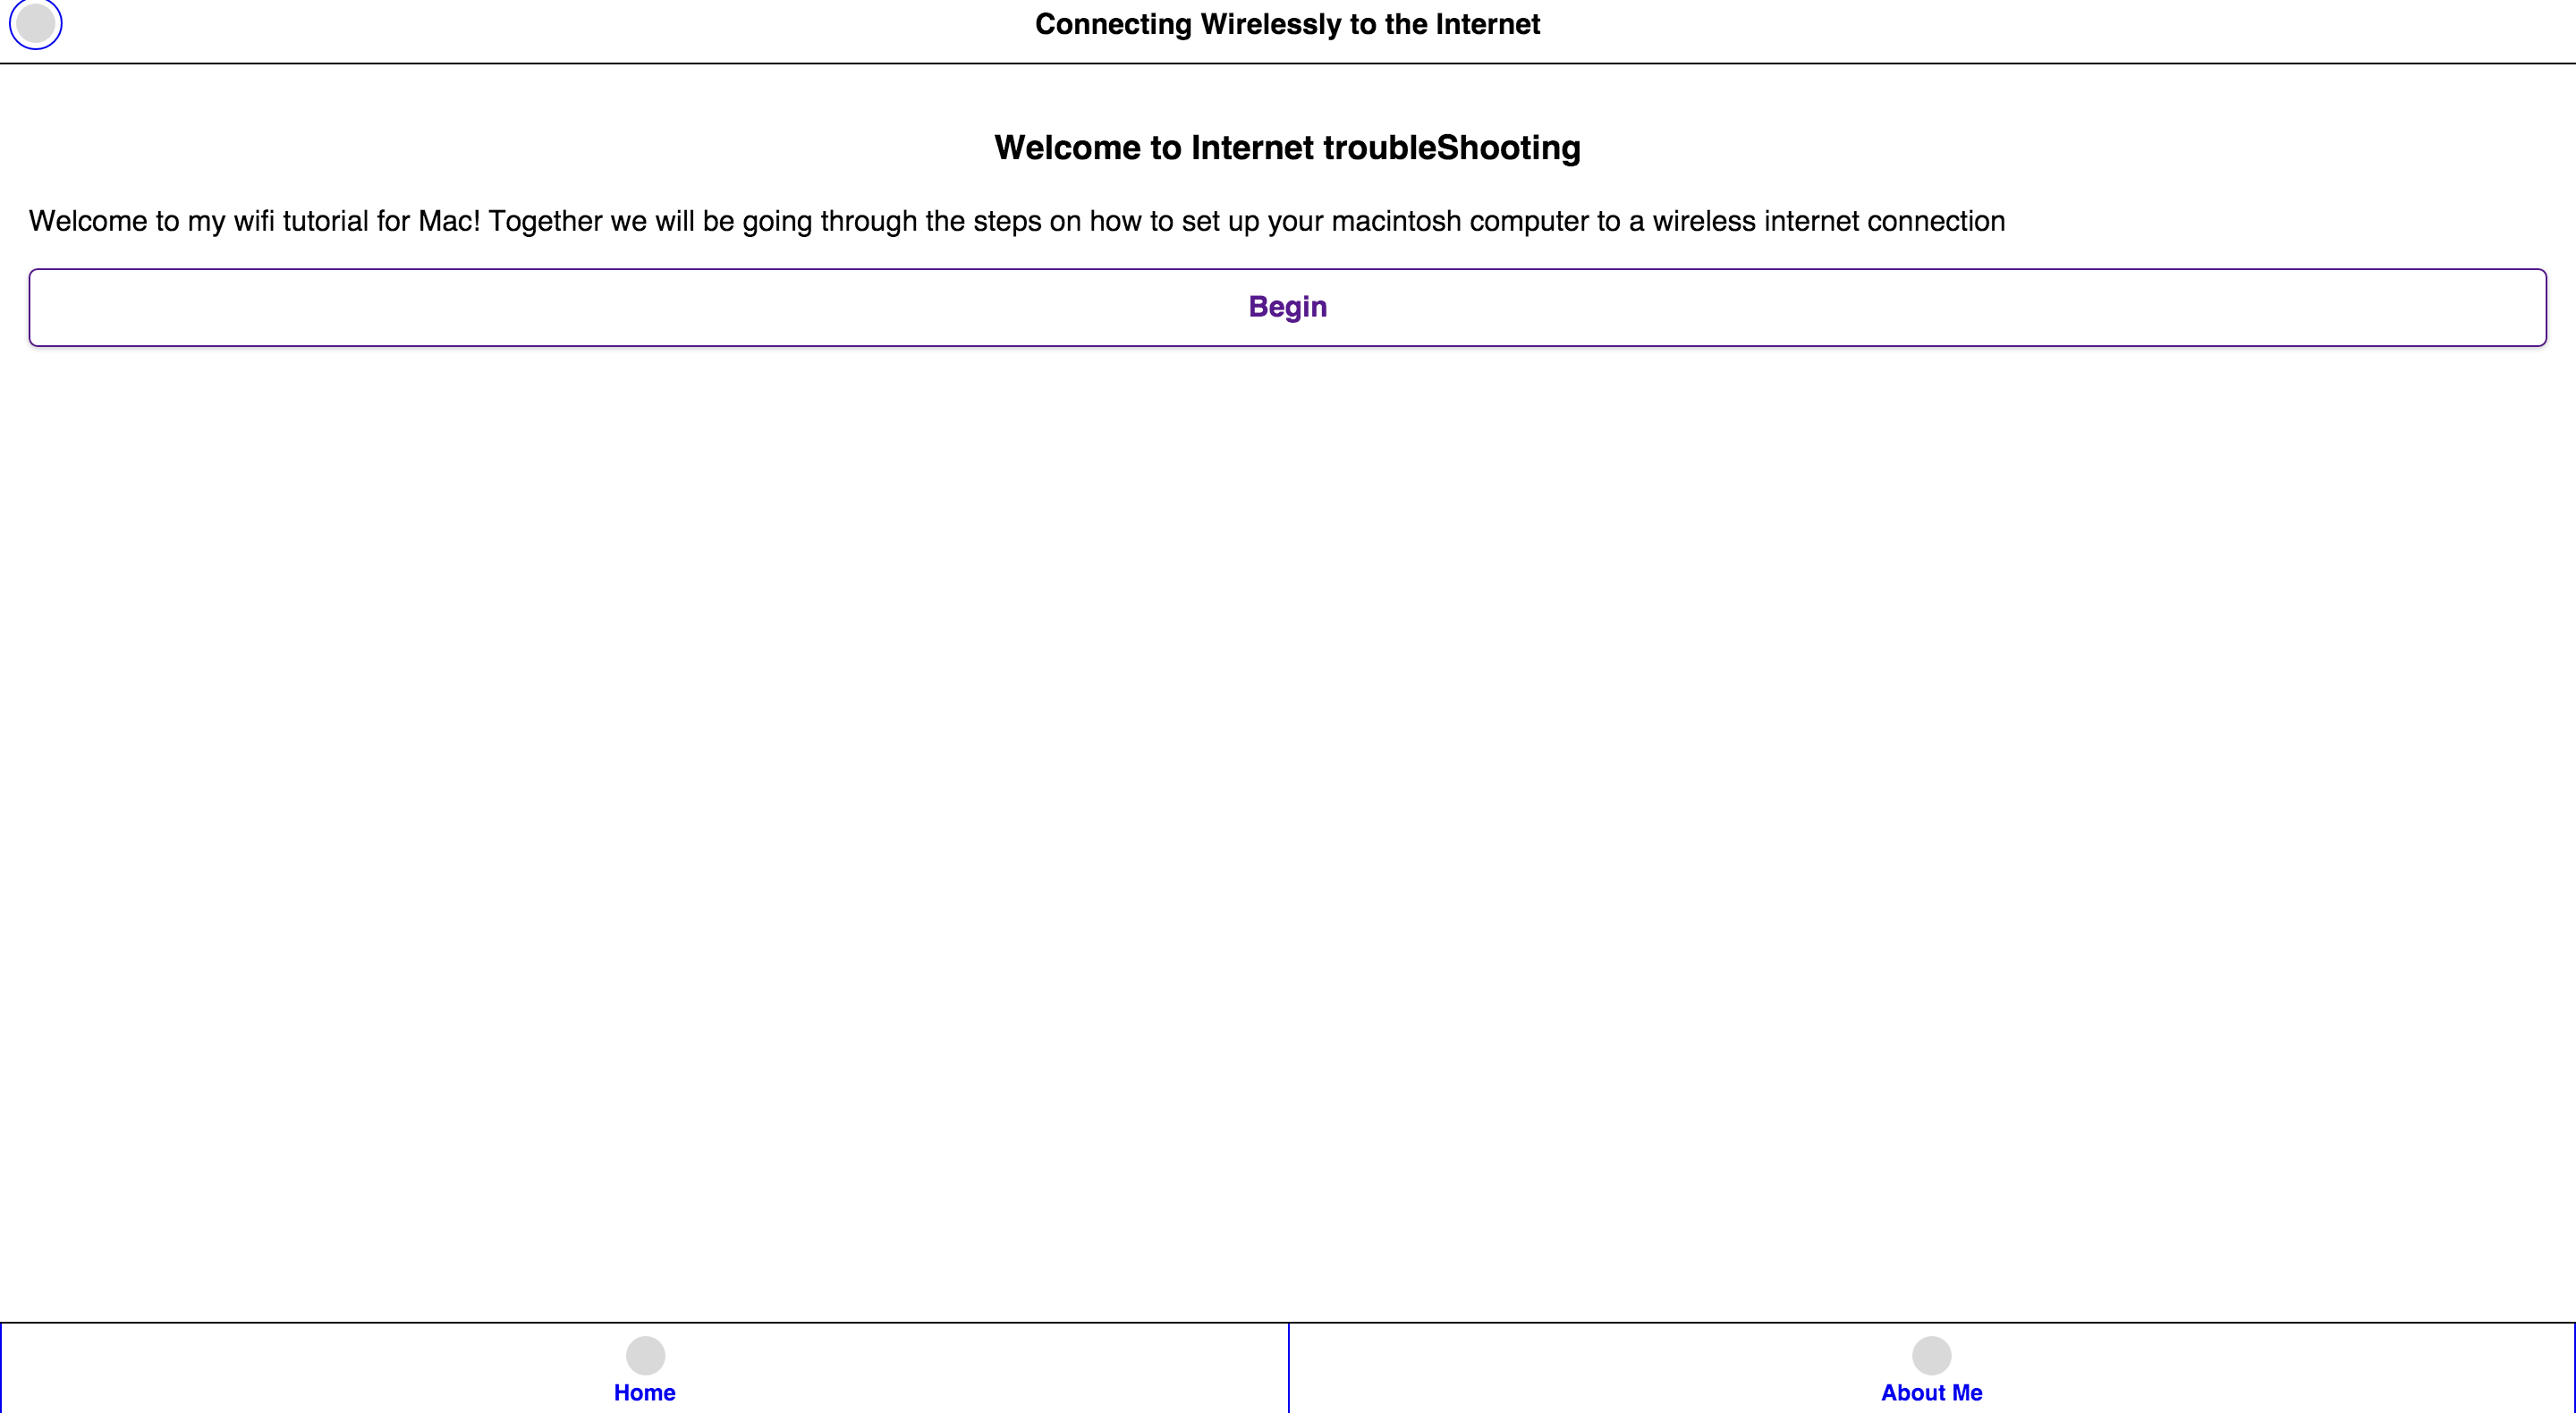 Connecting Wirelessly to the Internet
Welcome to Internet troubleShooting
Welcome to my wifi tutorial for Mac! Together we will be going through the steps on how to set up your macintosh computer to a wireless internet connection
Begin
Home
About Me